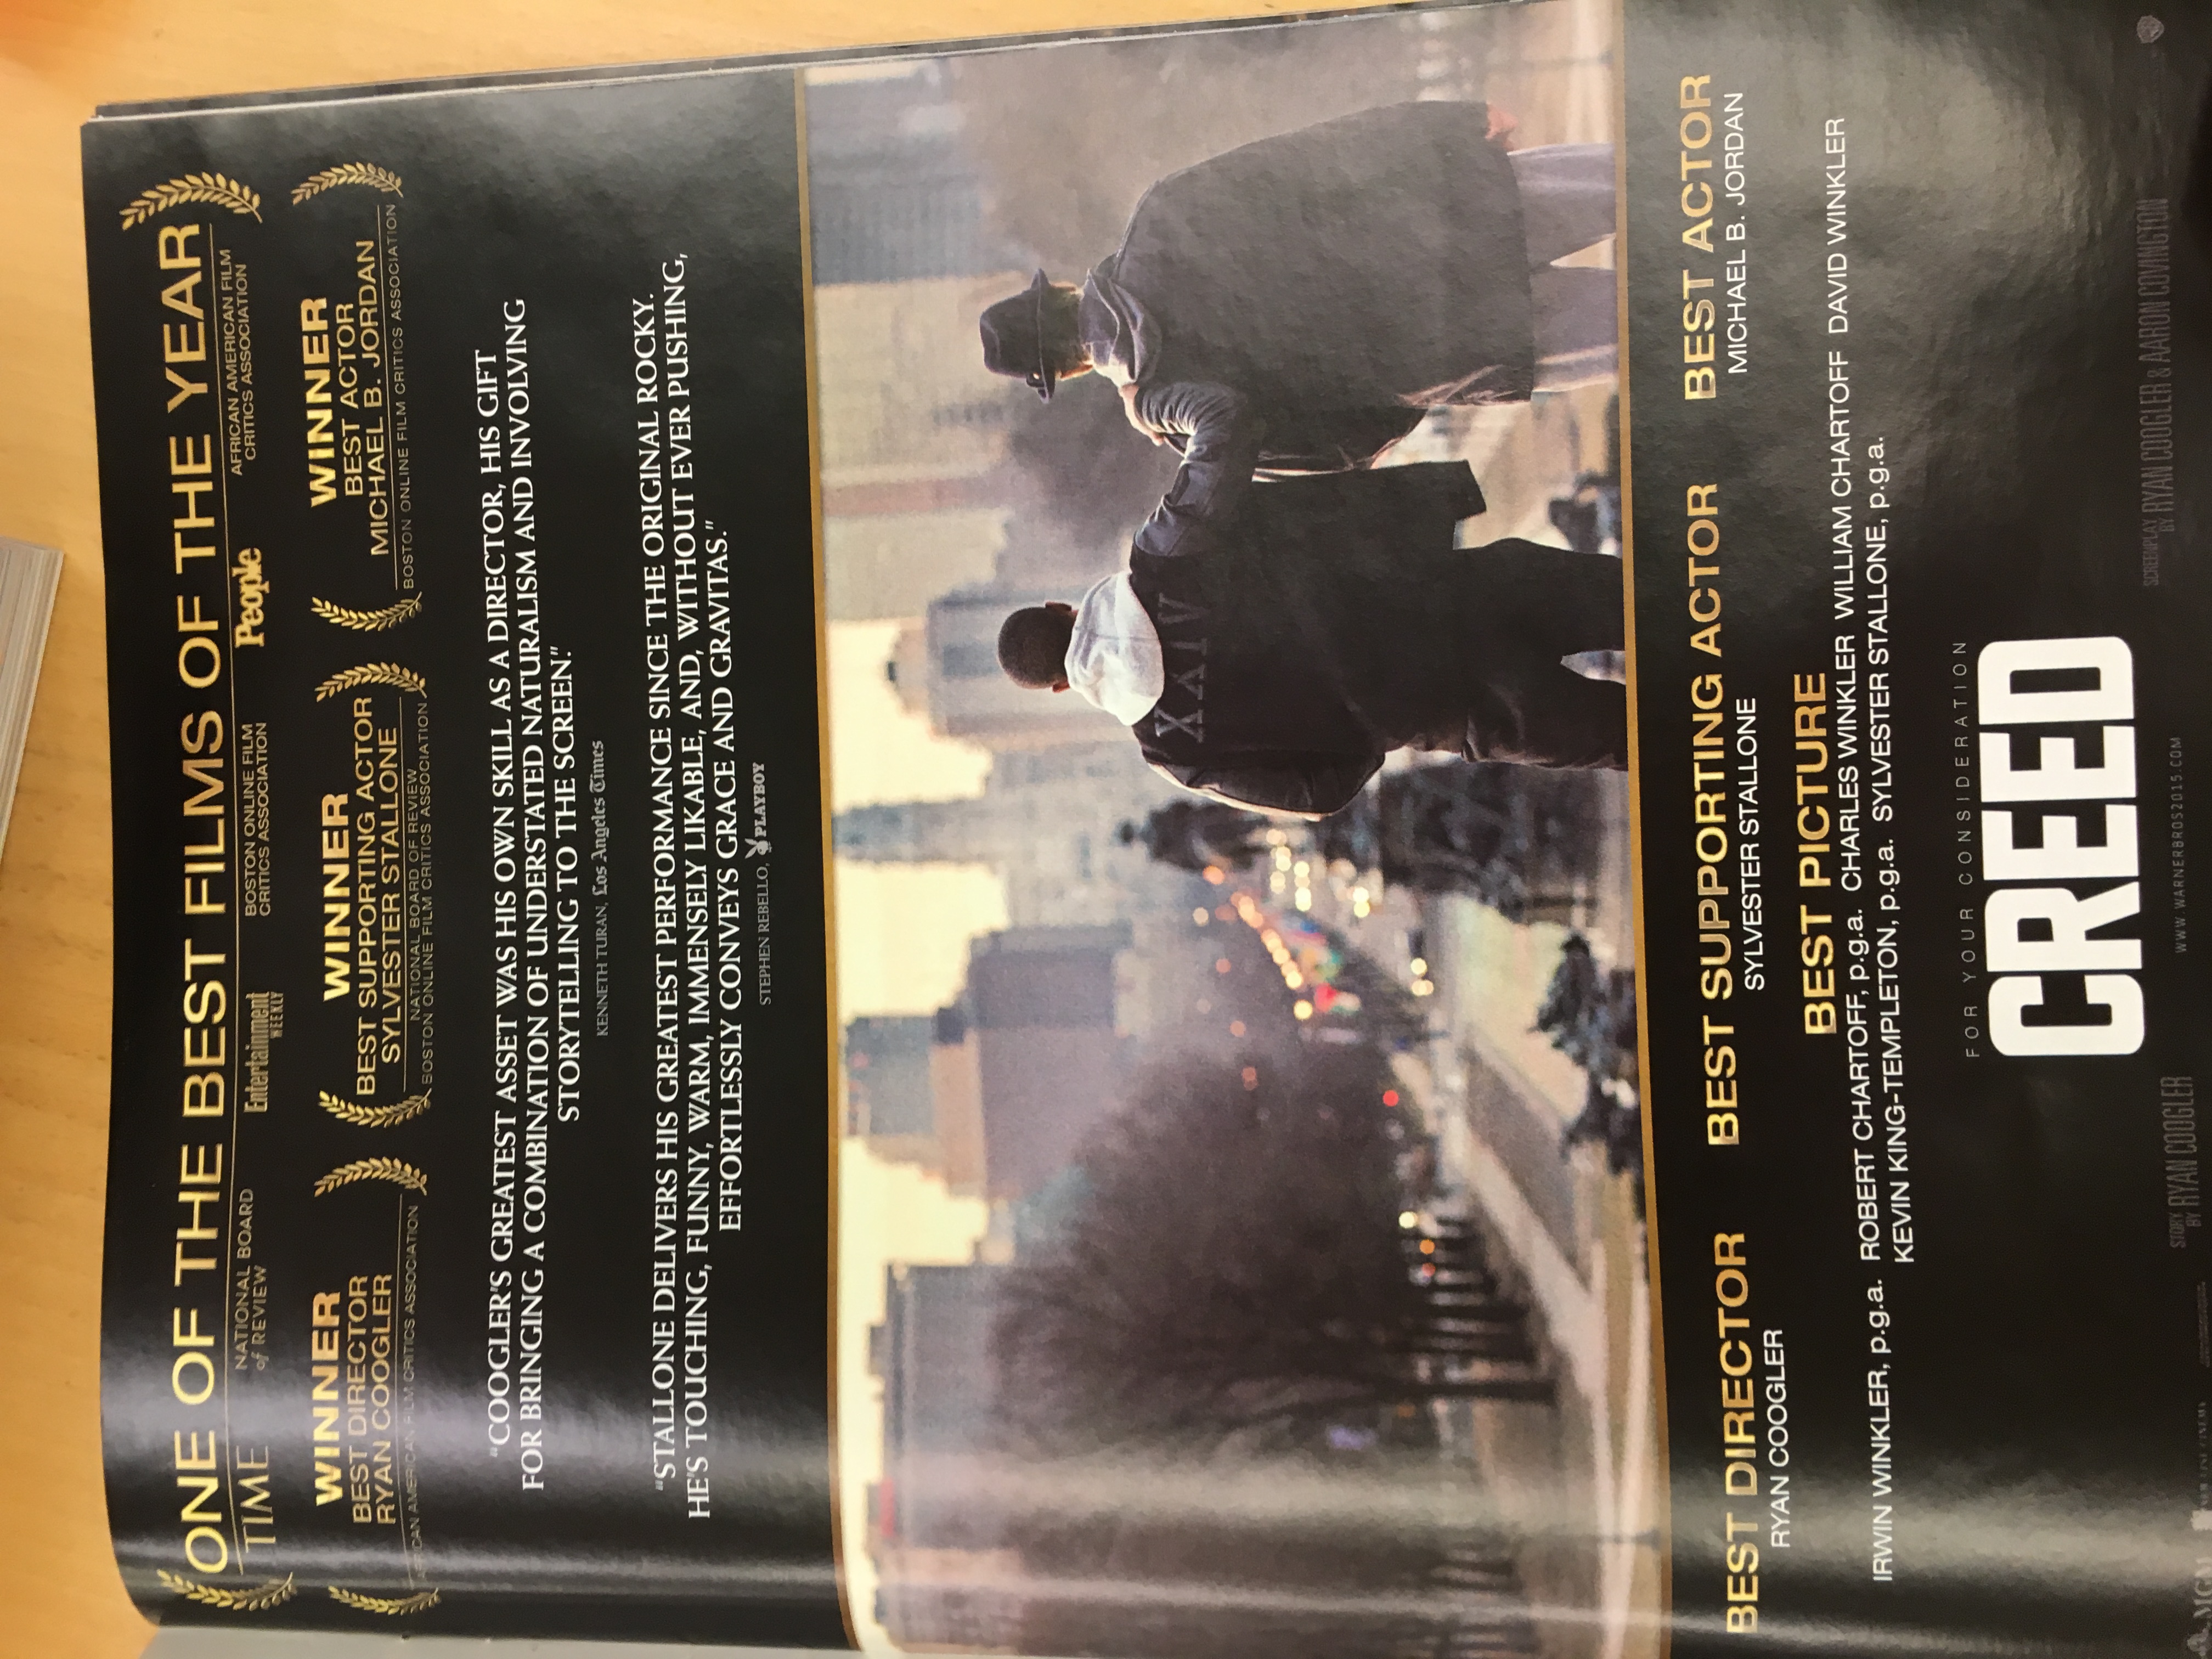 ONE OF THE BEST FILMS OF THE YEAR
TIME
NATIONAL BOARD
of REVIEW
Entertainment
WEEKLY
BOSTON ONLINE FILM
CRITICS ASSOCIATION
People
AFRICAN AMERICAN FILM
CRITICS ASSOCIATION
WINNER
BEST DIRECTOR
RYAN COOGLER
AFRICAN AMERICAN FILM CRITICS ASSOCIATION
WINNER
BEST SUPPORTING ACTOR
SYLVESTER STALLONE
NATIONAL BOARD OF REVIEW
BOSTON ONLINE FILM CRITICS ASSOCIATION
WINNER
BEST ACTOR
MICHAEL B. JORDAN
BOSTON ONLINE FILM CRITICS ASSOCIATION
“COOGLER’S GREATEST ASSET WAS HIS OWN SKILL AS A DIRECTOR, HIS GIFT
FOR BRINGING A COMBINATION OF UNDERSTATED NATURALISM AND INVOLVING
STORYTELLING TO THE SCREEN.”
KENNETH TURAN, Los Angeles Times
“STALLONE DELIVERS HIS GREATEST PERFORMANCE SINCE THE ORIGINAL ROCKY.
HE’S TOUCHING, FUNNY, WARM, IMMENSELY LIKABLE, AND, WITHOUT EVER PUSHING,
EFFORTLESSLY CONVEYS GRACE AND GRAVITAS.”
STEPHEN REBELLO, PLAYBOY
XXIV
BEST DIRECTOR
RYAN COOGLER
BEST SUPPORTING ACTOR
SYLVESTER STALLONE
BEST ACTOR
MICHAEL B. JORDAN
BEST PICTURE
IRWIN WINKLER, p.g.a. ROBERT CHARTOFF, p.g.a. CHARLES WINKLER WILLIAM CHARTOFF DAVID WINKLER
KEVIN KING-TEMPLETON, p.g.a. SYLVESTER STALLONE, p.g.a.
FOR YOUR CONSIDERATION
CREED
STORY BY RYAN COOGLER
SCREENPLAY BY RYAN COOGLER & AARON COVINGTON
WWW.WARNERBROS2015.COM
MGM
NEW LINE CINEMA